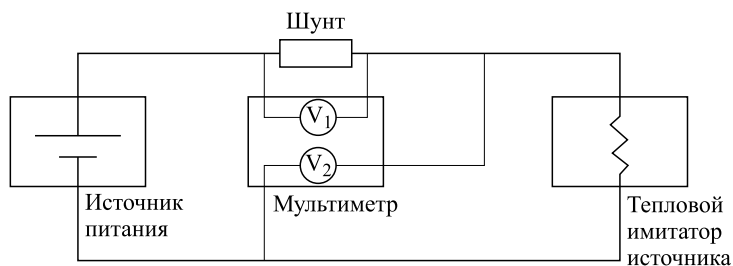 Шунт
V1
V2
Источник
питания
Мультиметр
Тепловой
имитатор
источника